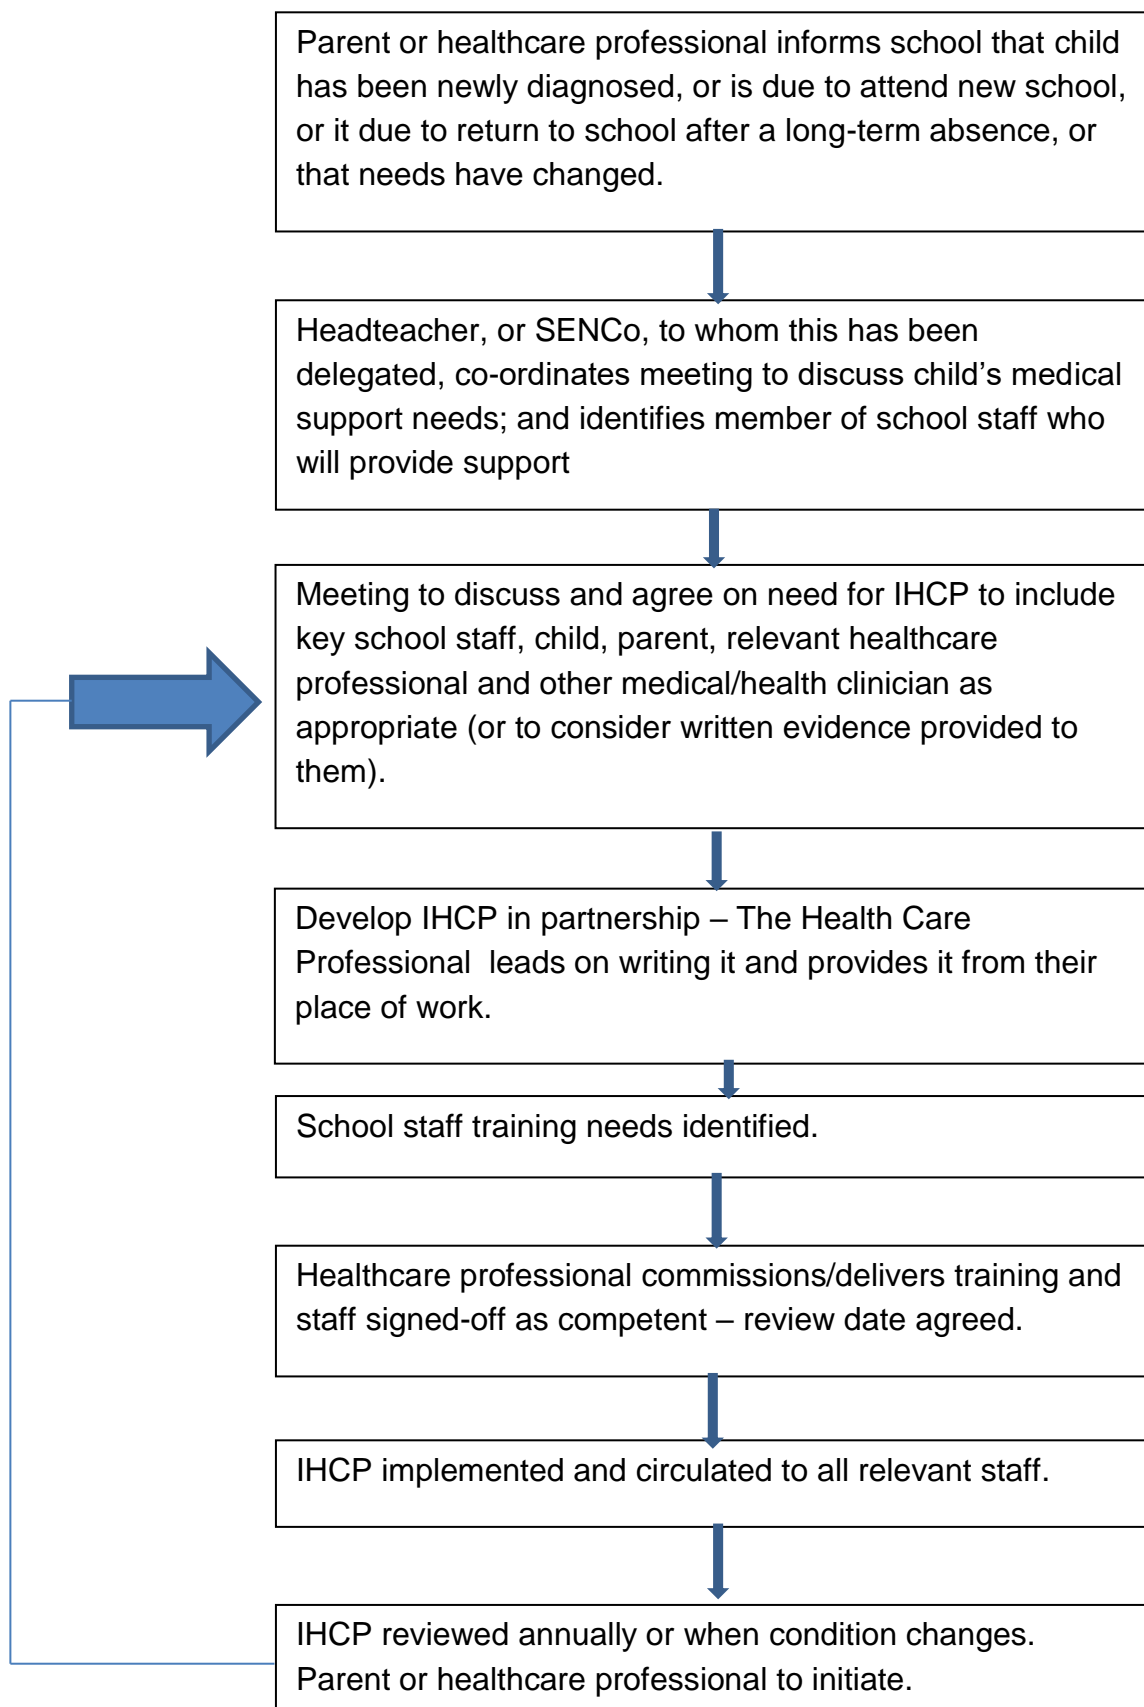 Parent or healthcare professional informs school that child
has been newly diagnosed, or is due to attend new school,
or it due to return to school after a long-term absence, or
that needs have changed.
Headteacher, or SENCo, to whom this has been
delegated, co-ordinates meeting to discuss child’s medical
support needs; and identifies member of school staff who
will provide support
Meeting to discuss and agree on need for IHCP to include
key school staff, child, parent, relevant healthcare
professional and other medical/health clinician as
appropriate (or to consider written evidence provided to
them).
Develop IHCP in partnership – The Health Care
Professional  leads on writing it and provides it from their
place of work.
School staff training needs identified.
Healthcare professional commissions/delivers training and
staff signed-off as competent – review date agreed.
IHCP implemented and circulated to all relevant staff.
IHCP reviewed annually or when condition changes.
Parent or healthcare professional to initiate.